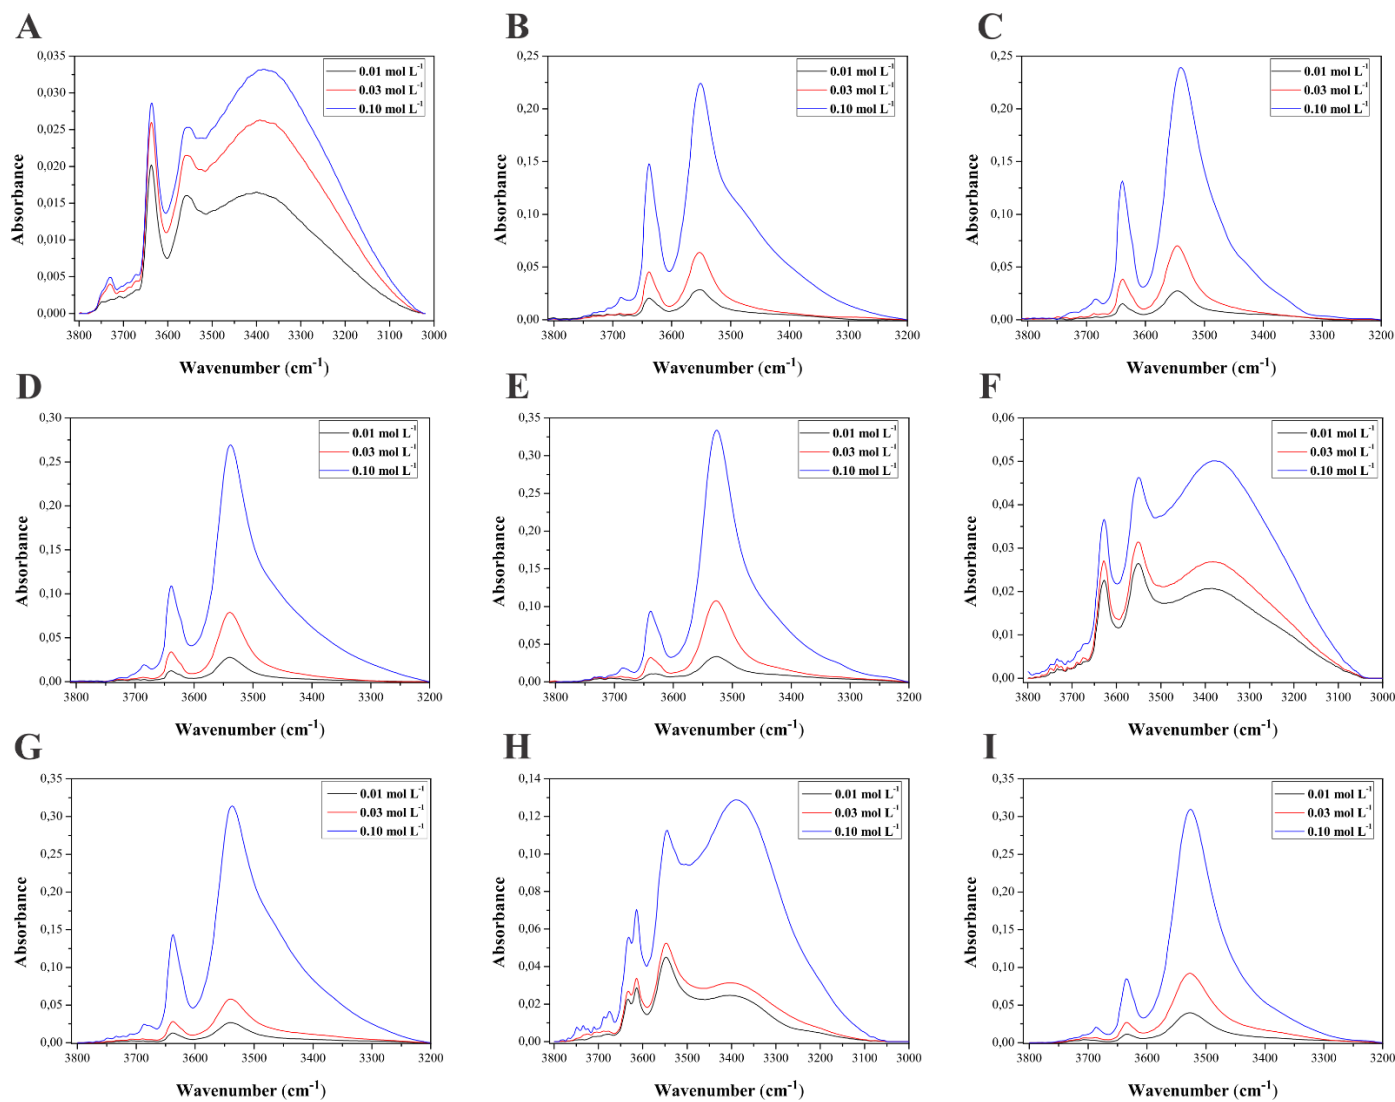 A
0,035
0,030
0,025
0,020
0,015
0,010
0,005
0,000
Absorbance
0.01 mol L⁻¹
0.03 mol L⁻¹
0.10 mol L⁻¹
3800 3700 3600 3500 3400 3300 3200 3100 3000
Wavenumber (cm⁻¹)
B
0,25
0,20
0,15
0,10
0,05
0,00
Absorbance
0.01 mol L⁻¹
0.03 mol L⁻¹
0.10 mol L⁻¹
3800 3700 3600 3500 3400 3300 3200
Wavenumber (cm⁻¹)
C
0,25
0,20
0,15
0,10
0,05
0,00
Absorbance
0.01 mol L⁻¹
0.03 mol L⁻¹
0.10 mol L⁻¹
3800 3700 3600 3500 3400 3300 3200
Wavenumber (cm⁻¹)
D
0,30
0,25
0,20
0,15
0,10
0,05
0,00
Absorbance
0.01 mol L⁻¹
0.03 mol L⁻¹
0.10 mol L⁻¹
3800 3700 3600 3500 3400 3300 3200
Wavenumber (cm⁻¹)
E
0,35
0,30
0,25
0,20
0,15
0,10
0,05
0,00
Absorbance
0.01 mol L⁻¹
0.03 mol L⁻¹
0.10 mol L⁻¹
3800 3700 3600 3500 3400 3300 3200
Wavenumber (cm⁻¹)
F
0,06
0,05
0,04
0,03
0,02
0,01
0,00
Absorbance
0.01 mol L⁻¹
0.03 mol L⁻¹
0.10 mol L⁻¹
3800 3700 3600 3500 3400 3300 3200 3100 3000
Wavenumber (cm⁻¹)
G
0,35
0,30
0,25
0,20
0,15
0,10
0,05
0,00
Absorbance
0.01 mol L⁻¹
0.03 mol L⁻¹
0.10 mol L⁻¹
3800 3700 3600 3500 3400 3300 3200
Wavenumber (cm⁻¹)
H
0,14
0,12
0,10
0,08
0,06
0,04
0,02
0,00
Absorbance
0.01 mol L⁻¹
0.03 mol L⁻¹
0.10 mol L⁻¹
3800 3700 3600 3500 3400 3300 3200 3100 3000
Wavenumber (cm⁻¹)
I
0,35
0,30
0,25
0,20
0,15
0,10
0,05
0,00
Absorbance
0.01 mol L⁻¹
0.03 mol L⁻¹
0.10 mol L⁻¹
3800 3700 3600 3500 3400 3300 3200
Wavenumber (cm⁻¹)